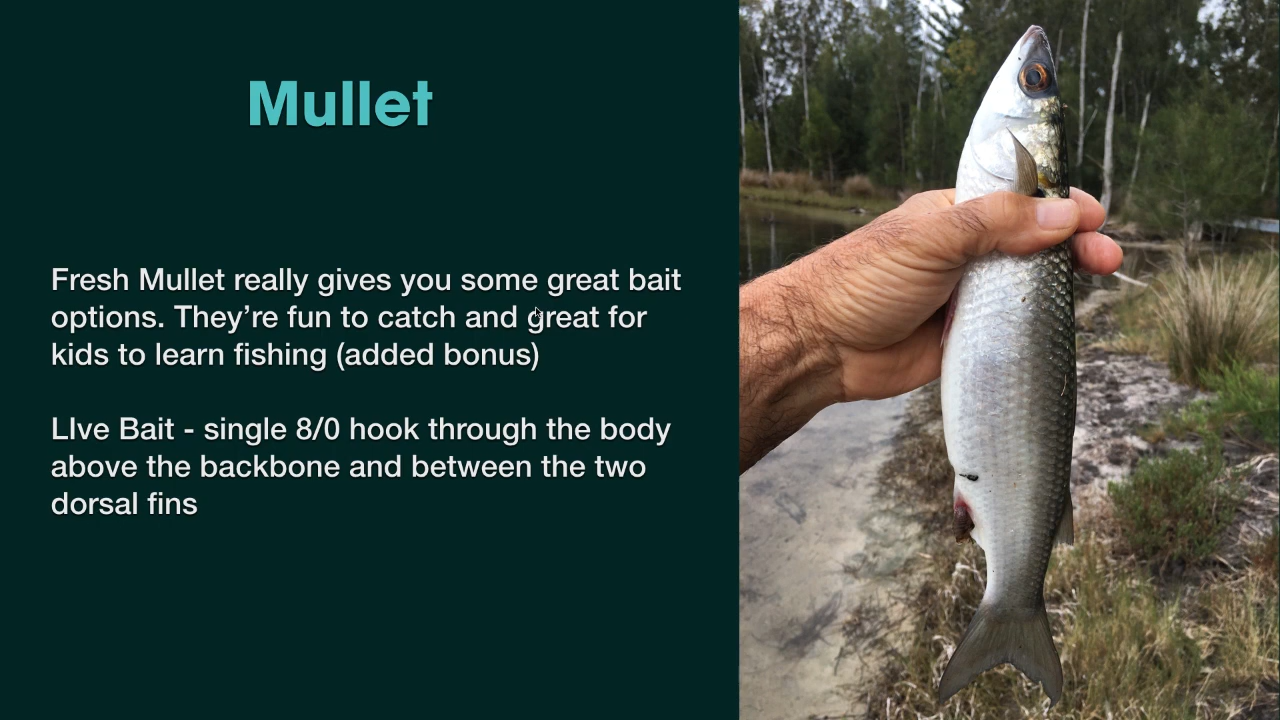 Mullet
Fresh Mullet really gives you some great bait
options. They’re fun to catch and great for
kids to learn fishing (added bonus)
LIve Bait - single 8/0 hook through the body
above the backbone and between the two
dorsal fins